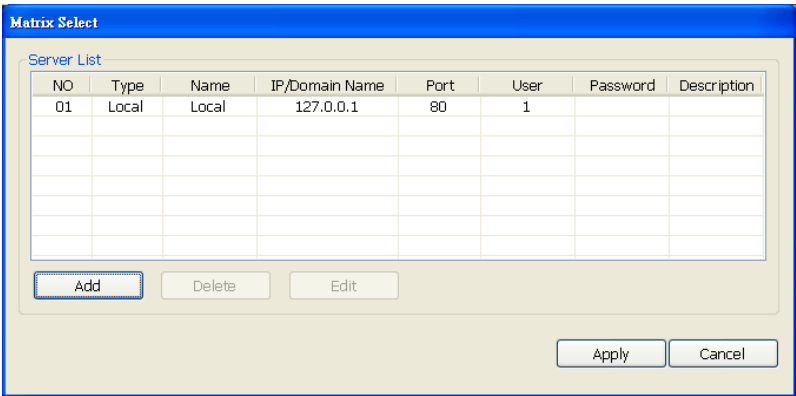 Matrix Select
Server List
NO Type Name IP/Domain Name Port User Password Description
01 Local Local 127.0.0.1 80 1
Add Delete Edit
Apply Cancel